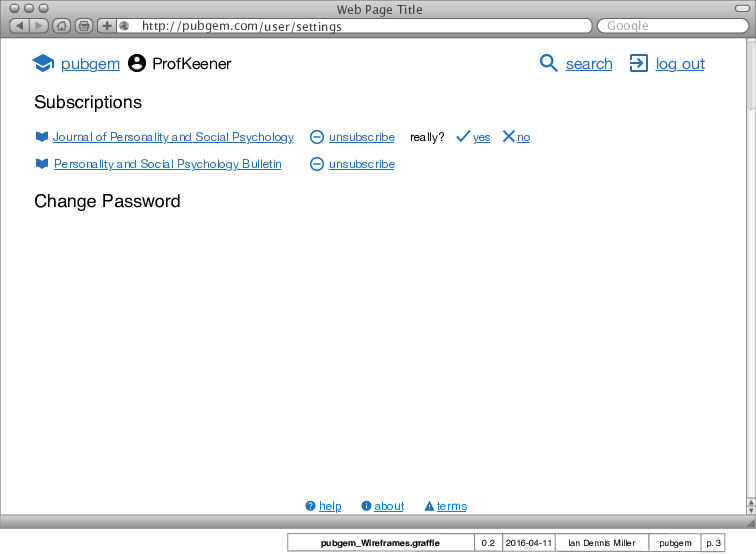 Web Page Title
http://pubgem.com/user/settings Google
pubgem ProfKeener search log out
Subscriptions
Journal of Personality and Social Psychology unsubscribe really? yes no
Personality and Social Psychology Bulletin unsubscribe
Change Password
help about terms
pubgem_Wireframes.graffle 0.2 2016-04-11 Ian Dennis Miller pubgem p. 3